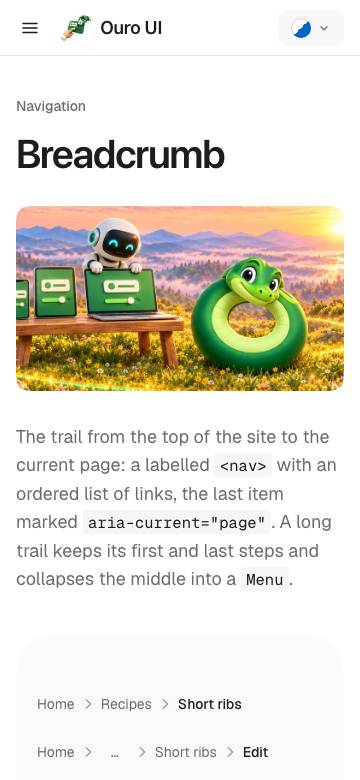 Ouro UI
Navigation
Breadcrumb
The trail from the top of the site to the
current page: a labelled <nav> with an
ordered list of links, the last item
marked aria-current="page". A long
trail keeps its first and last steps and
collapses the middle into a Menu.
Home > Recipes > Short ribs
Home > … > Short ribs > Edit